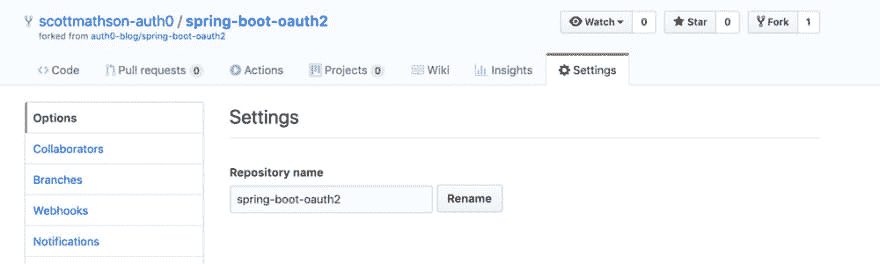 scottmathson-auth0 / spring-boot-oauth2
forked from auth0-blog/spring-boot-oauth2
Watch 0 Star 0 Fork 1
Code Pull requests 0 Actions Projects 0 Wiki Insights Settings
Options
Collaborators
Branches
Webhooks
Notifications
Settings
Repository name
spring-boot-oauth2 Rename